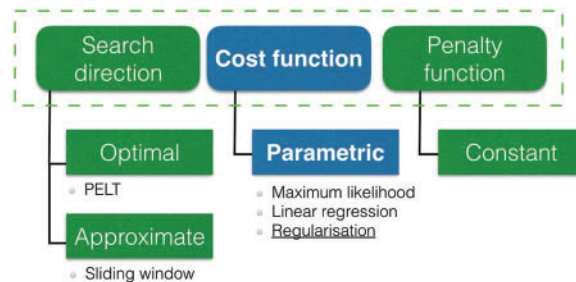 Search
direction
Cost function
Penalty
function
Optimal
PELT
Approximate
Sliding window
Parametric
Maximum likelihood
Linear regression
Regularisation
Constant